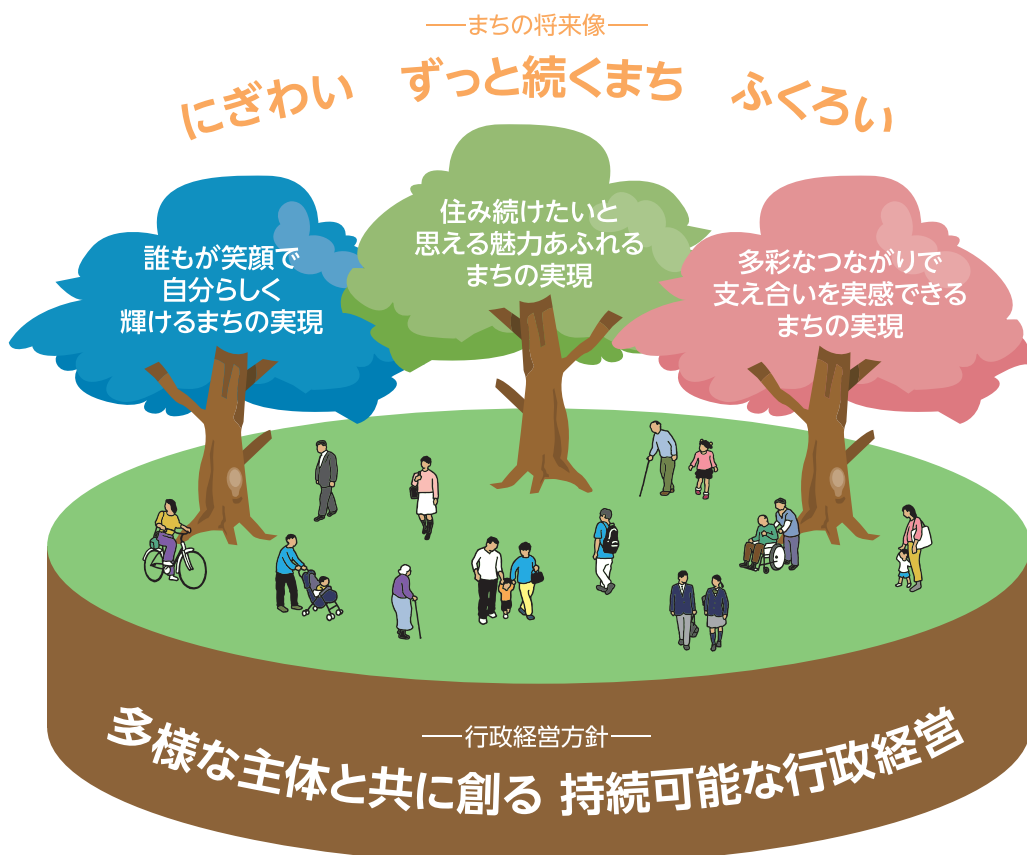 まちの将来像
にぎわい ずっと続くまち ふくろい
誰もが笑顔で
自分らしく
輝けるまちの実現
住み続けたいと
思える魅力あふれる
まちの実現
多彩なつながりで
支え合いを実感できる
まちの実現
行政経営方針
多様な主体と共に創る 持続可能な行政経営